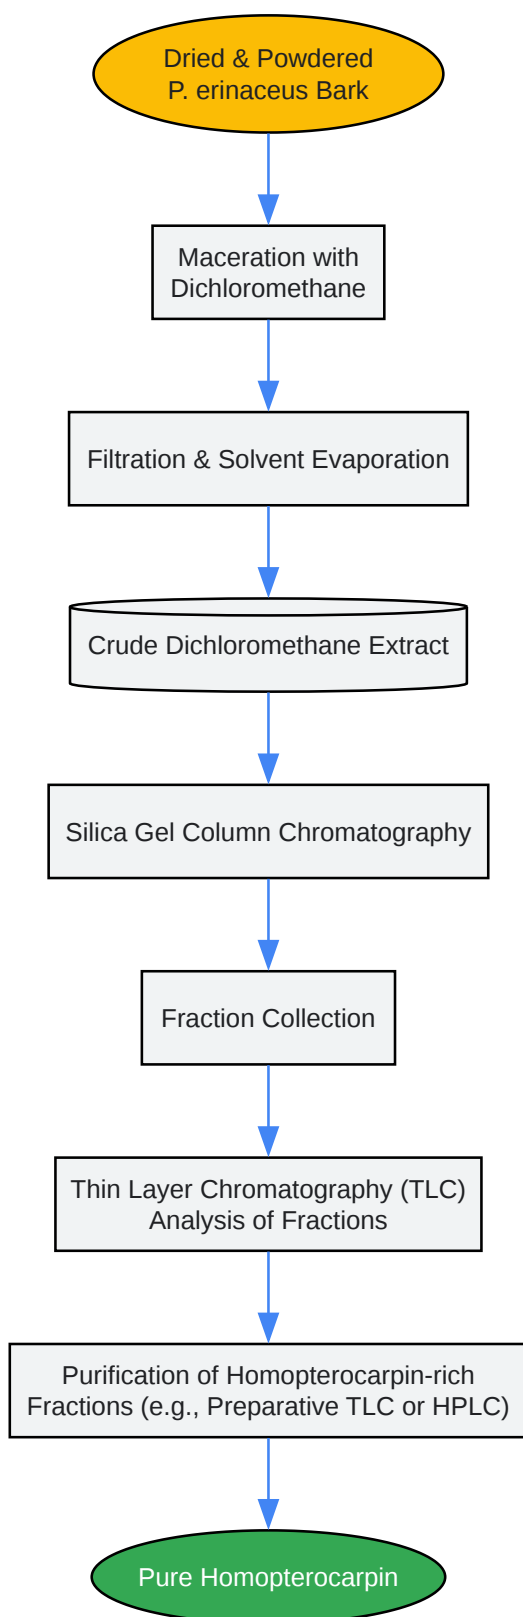 Dried & Powdered
P. erinaceus Bark
Maceration with
Dichloromethane
Filtration & Solvent Evaporation
Crude Dichloromethane Extract
Silica Gel Column Chromatography
Fraction Collection
Thin Layer Chromatography (TLC)
Analysis of Fractions
Purification of Homopterocarpin-rich
Fractions (e.g., Preparative TLC or HPLC)
Pure Homopterocarpin